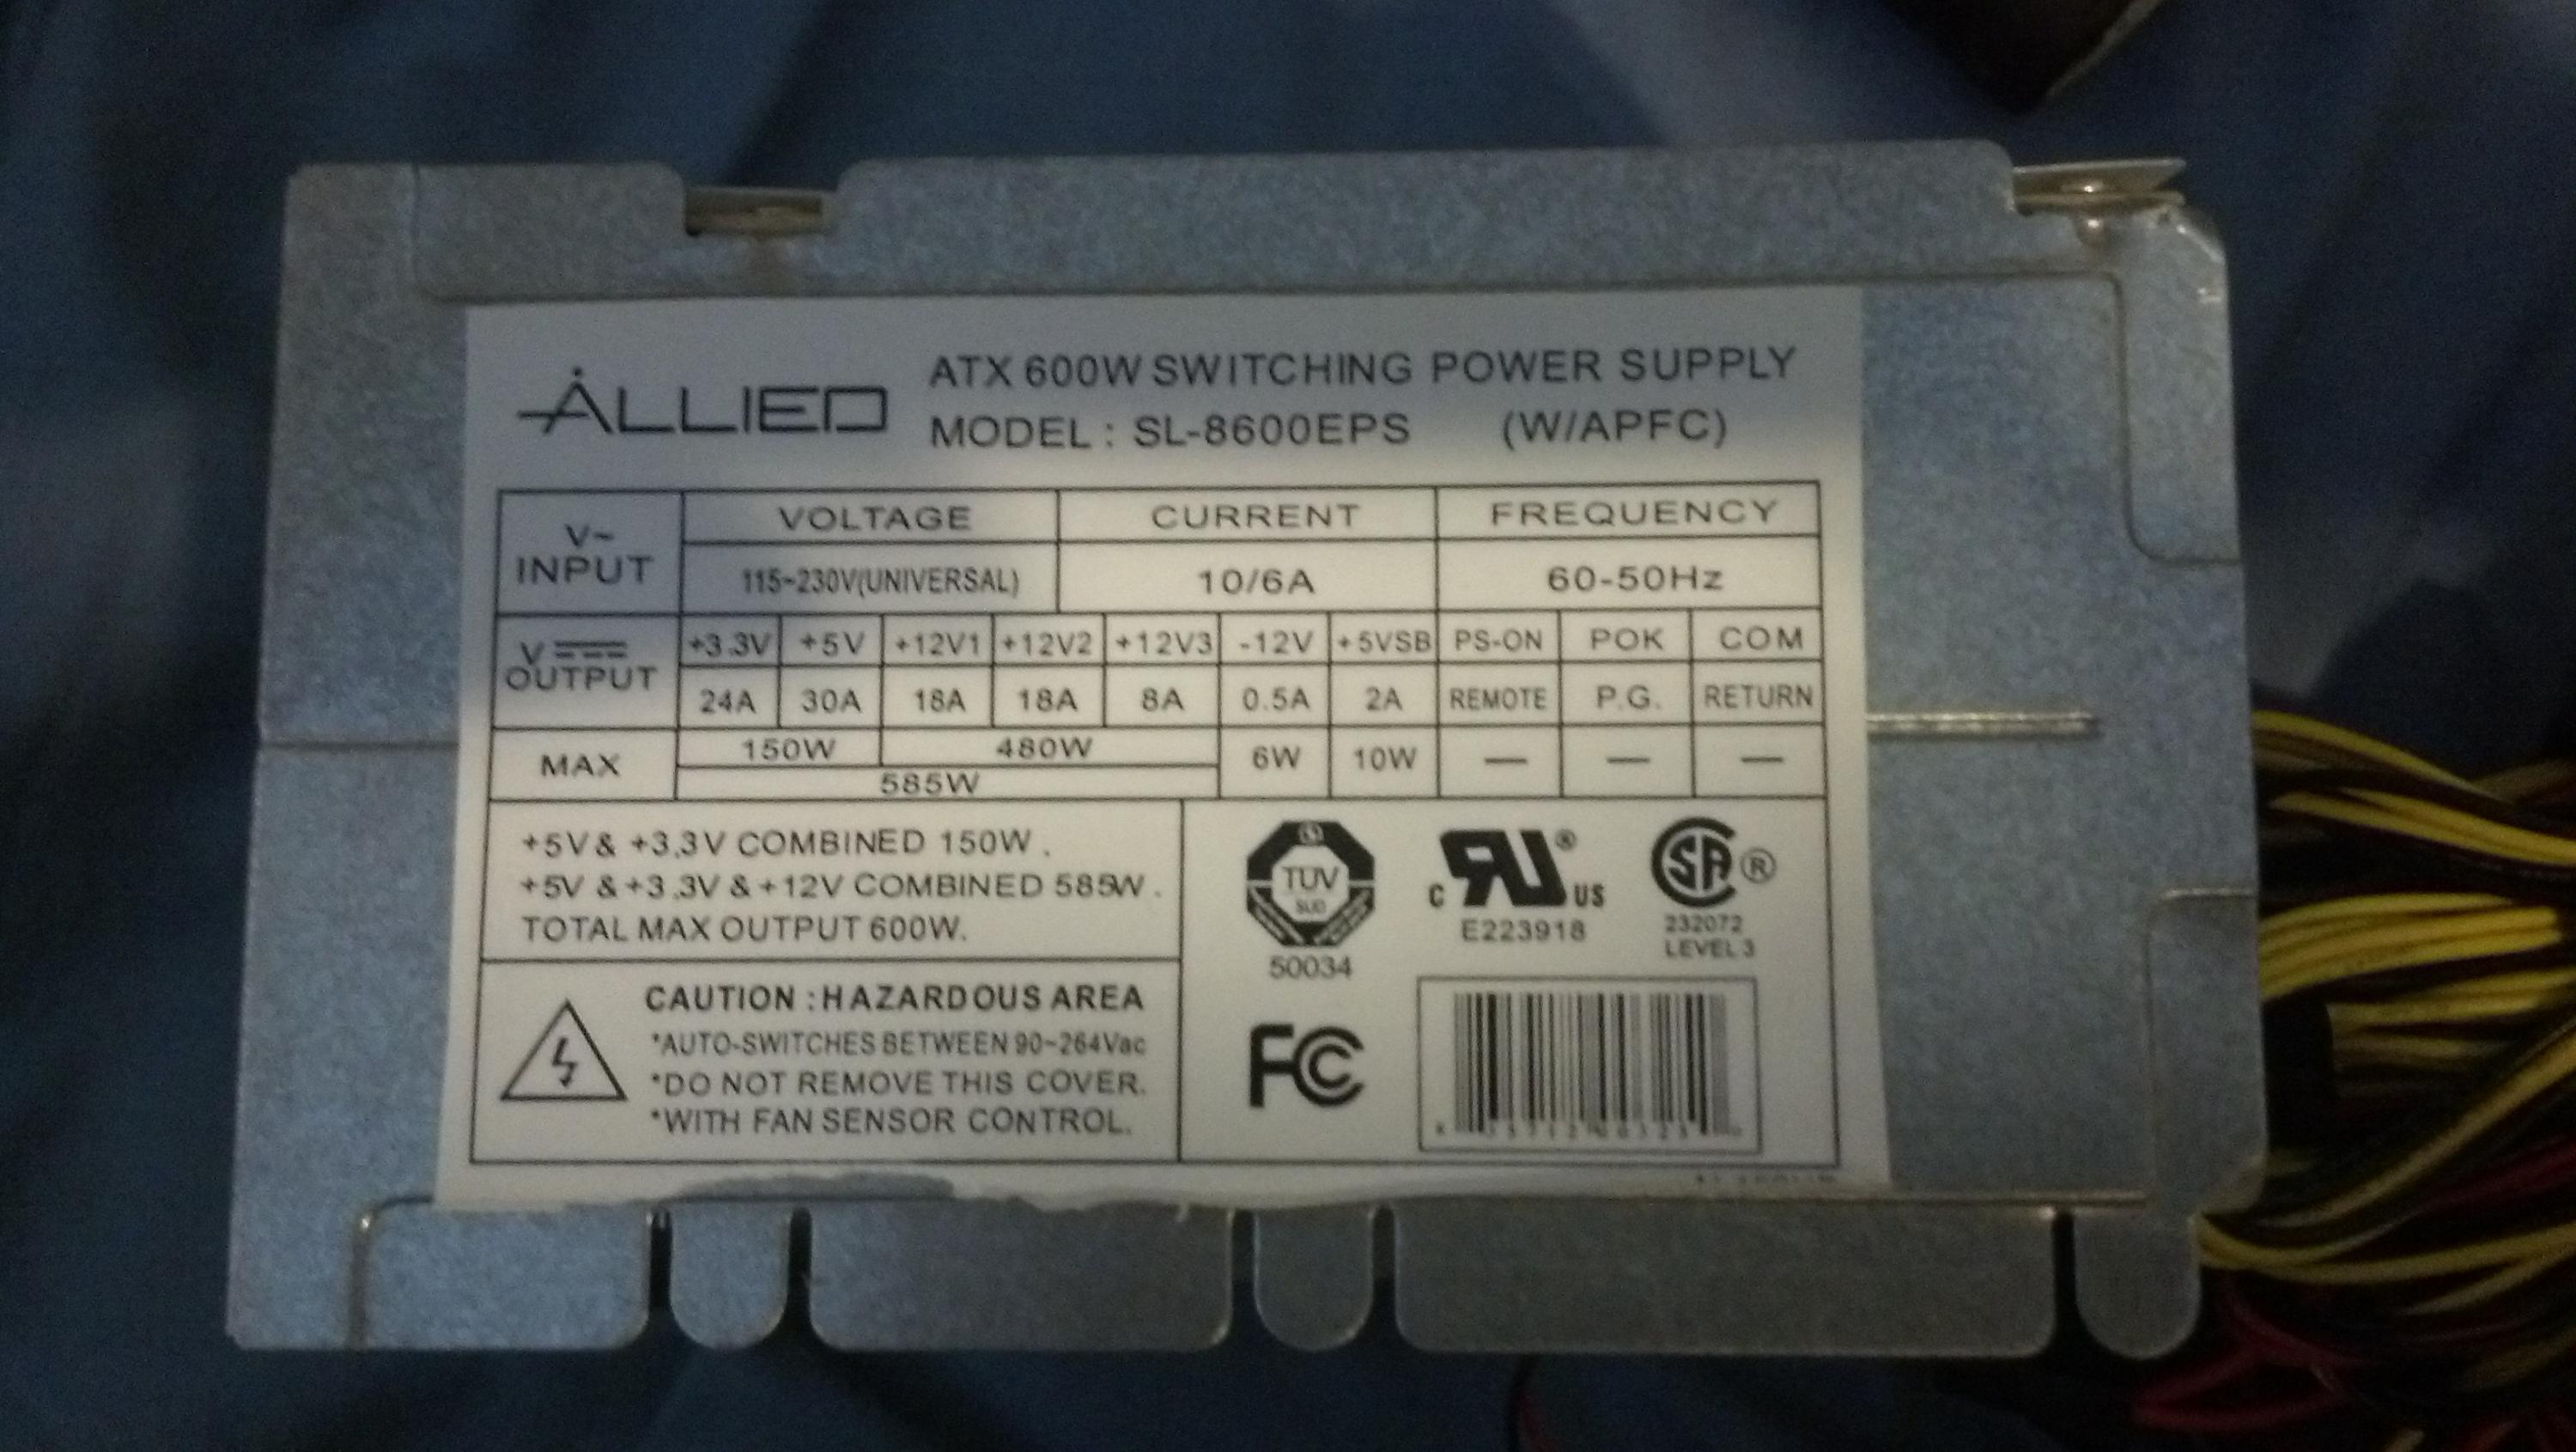 ALLIED
ATX 600W SWITCHING POWER SUPPLY
MODEL : SL-8600EPS (W/APFC)
V~ INPUT
VOLTAGE CURRENT FREQUENCY
115~230V(UNIVERSAL) 10/6A 60-50Hz
V OUTPUT
+3.3V +5V +12V1 +12V2 +12V3 -12V +5VSB PS-ON POK COM
24A 30A 18A 18A 8A 0.5A 2A REMOTE P.G. RETURN
MAX
150W 480W 6W 10W — — —
585W
+5V & +3.3V COMBINED 150W .
+5V & +3.3V & +12V COMBINED 585W .
TOTAL MAX OUTPUT 600W.
CAUTION : HAZARDOUS AREA
*AUTO-SWITCHES BETWEEN 90~264Vac
*DO NOT REMOVE THIS COVER.
*WITH FAN SENSOR CONTROL.
TUV
SUD
50034
C RU ® US
E223918
SA ®
232072
LEVEL 3
FC